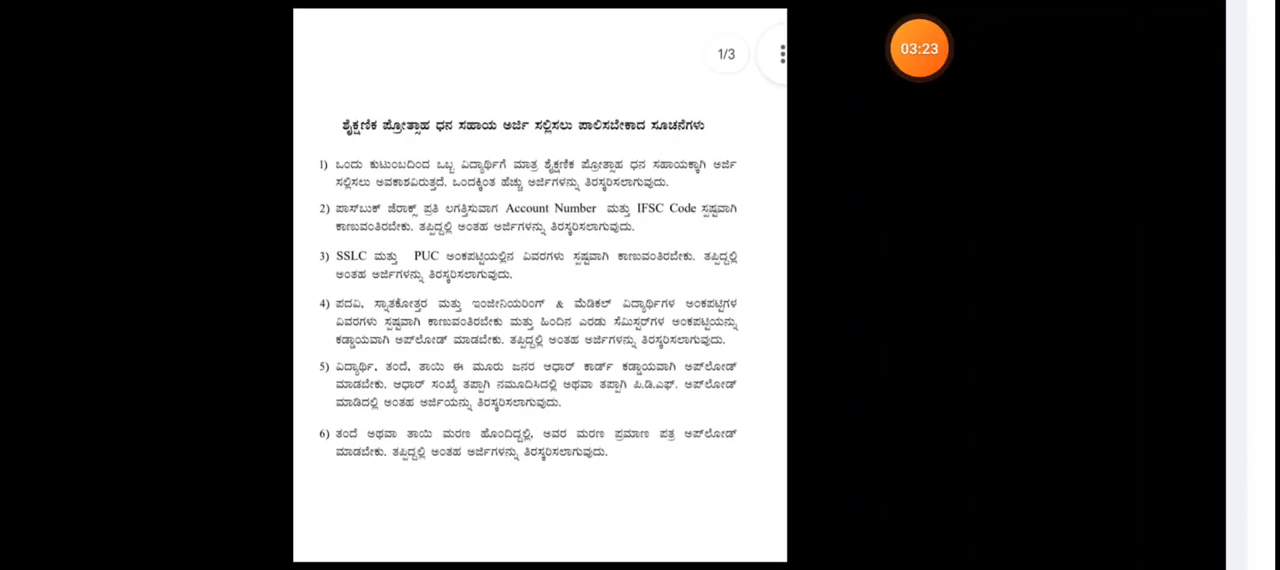 1/3
03:23
ಶೈಕ್ಷಣಿಕ ಪ್ರೋತ್ಸಾಹ ಧನ ಸಹಾಯ ಅರ್ಜಿ ಸಲ್ಲಿಸಲು ಪಾಲಿಸಬೇಕಾದ ಸೂಚನೆಗಳು
1) ಒಂದು ಕುಟುಂಬದಿಂದ ಒಬ್ಬ ವಿದ್ಯಾರ್ಥಿಗೆ ಮಾತ್ರ ಶೈಕ್ಷಣಿಕ ಪ್ರೋತ್ಸಾಹ ಧನ ಸಹಾಯಕ್ಕಾಗಿ ಅರ್ಜಿ
ಸಲ್ಲಿಸಲು ಅವಕಾಶವಿರುತ್ತದೆ. ಒಂದಕ್ಕಿಂತ ಹೆಚ್ಚು ಅರ್ಜಿಗಳನ್ನು ತಿರಸ್ಕರಿಸಲಾಗುವುದು.
2) ಪಾಸ್‌ಬುಕ್ ಜೆರಾಕ್ಸ್ ಪ್ರತಿ ಲಗತ್ತಿಸುವಾಗ Account Number ಮತ್ತು IFSC Code ಸ್ಪಷ್ಟವಾಗಿ
ಕಾಣುವಂತಿರಬೇಕು. ತಪ್ಪಿದ್ದಲ್ಲಿ ಅಂತಹ ಅರ್ಜಿಗಳನ್ನು ತಿರಸ್ಕರಿಸಲಾಗುವುದು.
3) SSLC ಮತ್ತು PUC ಅಂಕಪಟ್ಟಿಯಲ್ಲಿನ ವಿವರಗಳು ಸ್ಪಷ್ಟವಾಗಿ ಕಾಣುವಂತಿರಬೇಕು. ತಪ್ಪಿದ್ದಲ್ಲಿ
ಅಂತಹ ಅರ್ಜಿಗಳನ್ನು ತಿರಸ್ಕರಿಸಲಾಗುವುದು.
4) ಪದವಿ, ಸ್ನಾತಕೋತ್ತರ ಮತ್ತು ಇಂಜೀನಿಯರಿಂಗ್ & ಮೆಡಿಕಲ್ ವಿದ್ಯಾರ್ಥಿಗಳ ಅಂಕಪಟ್ಟಿಗಳ
ವಿವರಗಳು ಸ್ಪಷ್ಟವಾಗಿ ಕಾಣುವಂತಿರಬೇಕು ಮತ್ತು ಹಿಂದಿನ ಎರಡು ಸೆಮಿಸ್ಟರ್‌ಗಳ ಅಂಕಪಟ್ಟಿಯನ್ನು
ಕಡ್ಡಾಯವಾಗಿ ಅಪ್‌ಲೋಡ್ ಮಾಡಬೇಕು. ತಪ್ಪಿದ್ದಲ್ಲಿ ಅಂತಹ ಅರ್ಜಿಗಳನ್ನು ತಿರಸ್ಕರಿಸಲಾಗುವುದು.
5) ವಿದ್ಯಾರ್ಥಿ, ತಂದೆ, ತಾಯಿ ಈ ಮೂರು ಜನರ ಆಧಾರ್ ಕಾರ್ಡ್ ಕಡ್ಡಾಯವಾಗಿ ಅಪ್‌ಲೋಡ್
ಮಾಡಬೇಕು. ಆಧಾರ್ ಸಂಖ್ಯೆ ತಪ್ಪಾಗಿ ನಮೂದಿಸಿದಲ್ಲಿ ಅಥವಾ ತಪ್ಪಾಗಿ ಪಿ.ಡಿ.ಎಫ್. ಅಪ್‌ಲೋಡ್
ಮಾಡಿದಲ್ಲಿ ಅಂತಹ ಅರ್ಜಿಯನ್ನು ತಿರಸ್ಕರಿಸಲಾಗುವುದು.
6) ತಂದೆ ಅಥವಾ ತಾಯಿ ಮರಣ ಹೊಂದಿದ್ದಲ್ಲಿ, ಅವರ ಮರಣ ಪ್ರಮಾಣ ಪತ್ರ ಅಪ್‌ಲೋಡ್
ಮಾಡಬೇಕು. ತಪ್ಪಿದ್ದಲ್ಲಿ ಅಂತಹ ಅರ್ಜಿಗಳನ್ನು ತಿರಸ್ಕರಿಸಲಾಗುವುದು.